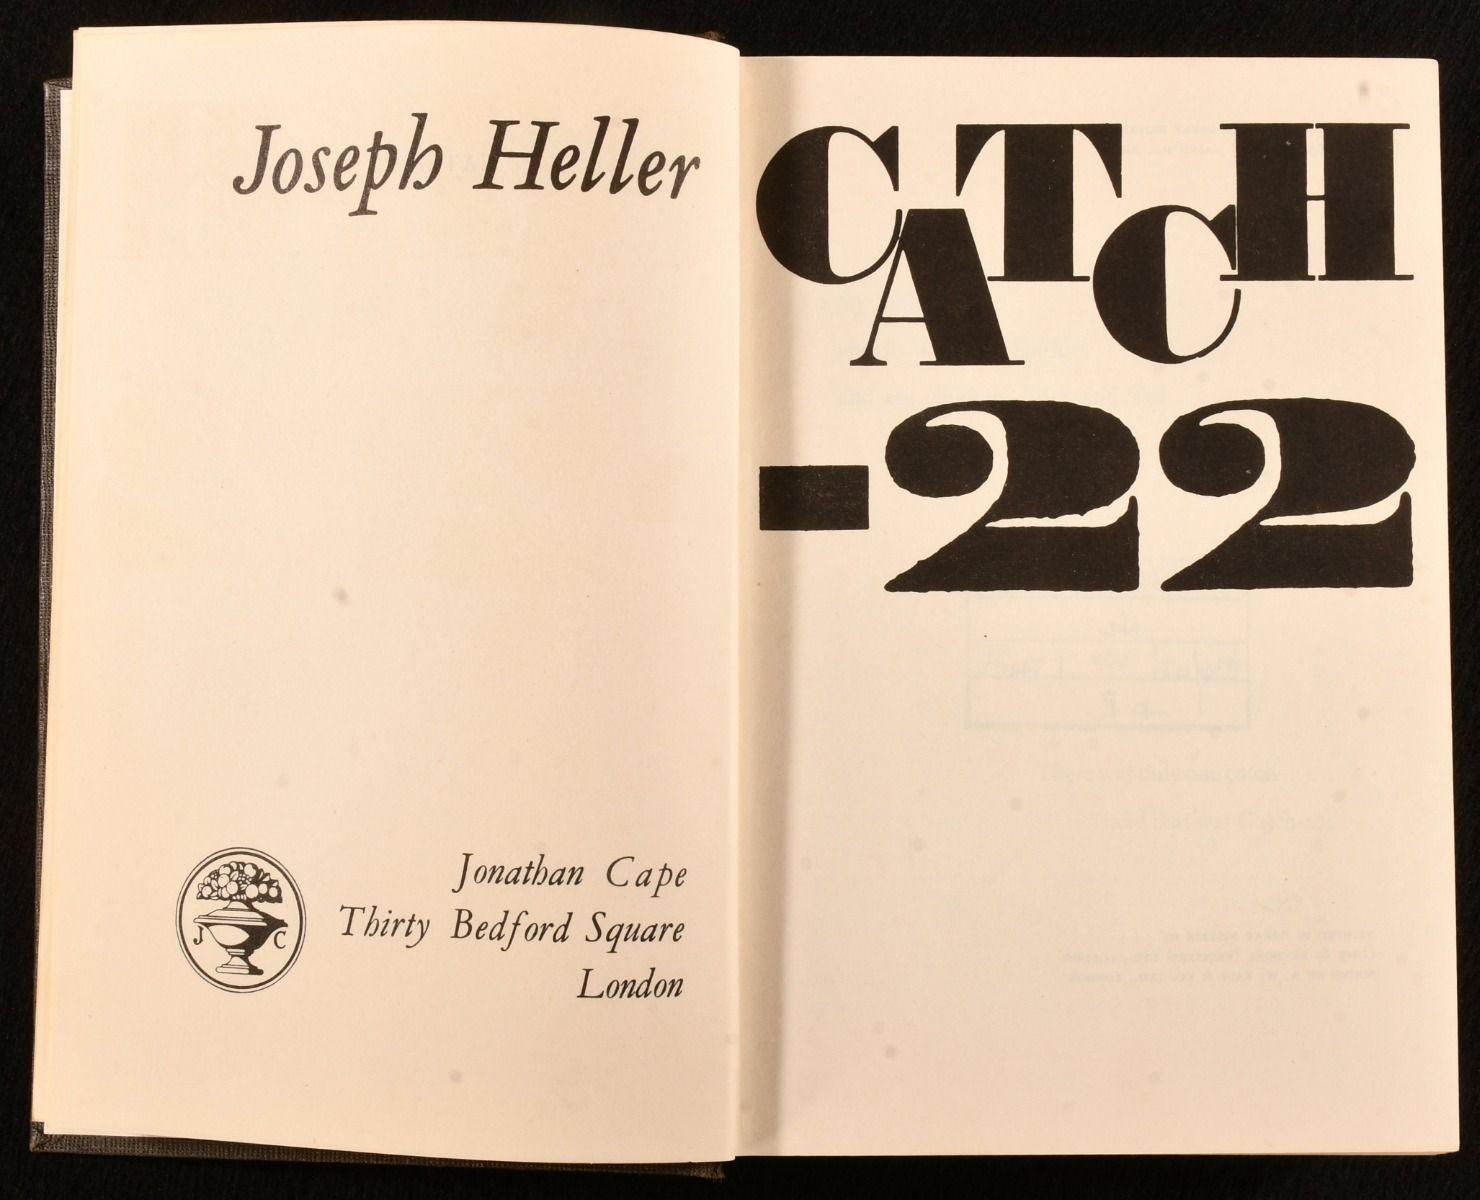 Joseph Heller
J C
Jonathan Cape
Thirty Bedford Square
London
CATCH
-22